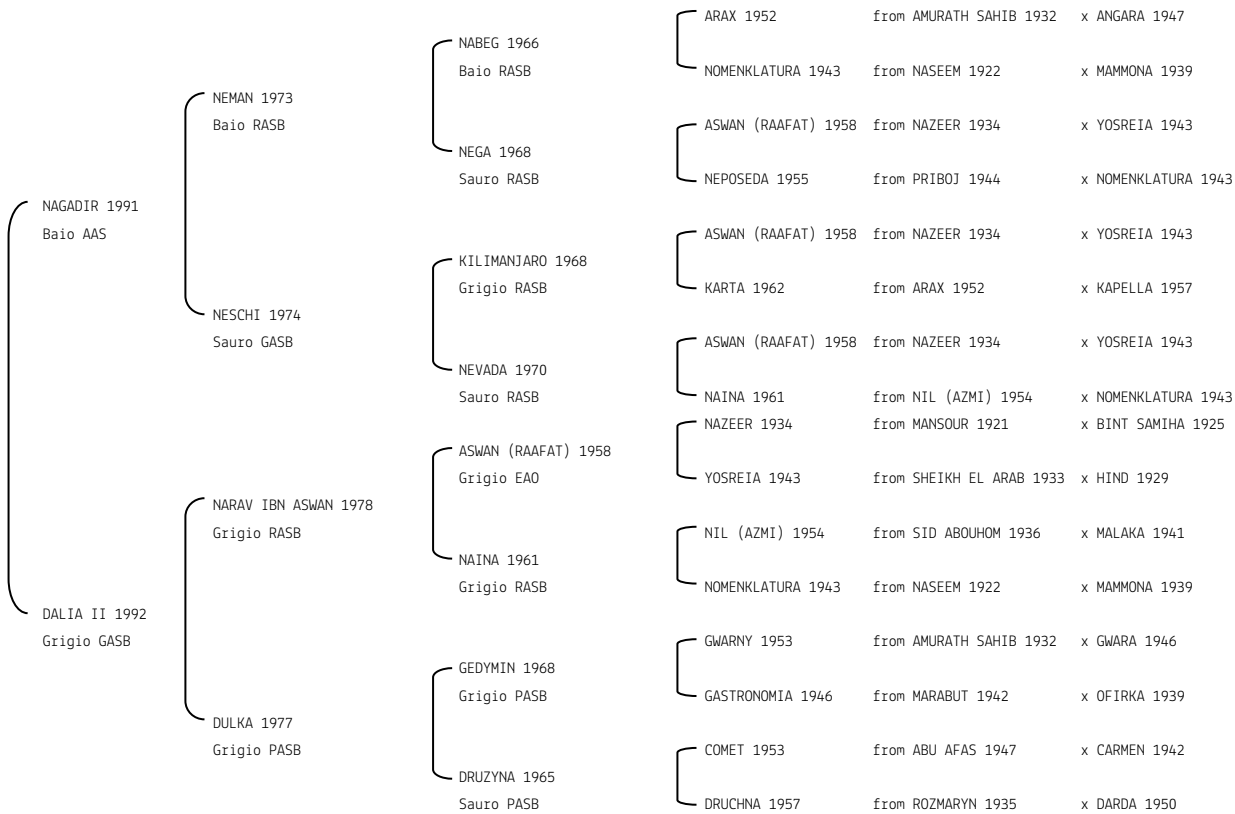 ARAX 1952 from AMURATH SAHIB 1932 x ANGARA 1947
NABEG 1966
Baio RASB
NOMENKLATURA 1943 from NASEEM 1922 x MAMMONA 1939
NEMAN 1973
Baio RASB
ASWAN (RAAFAT) 1958 from NAZEER 1934 x YOSREIA 1943
NEGA 1968
Sauro RASB
NEPOSEDA 1955 from PRIBOJ 1944 x NOMENKLATURA 1943
NAGADIR 1991
Baio AAS
ASWAN (RAAFAT) 1958 from NAZEER 1934 x YOSREIA 1943
KILIMANJARO 1968
Grigio RASB
KARTA 1962 from ARAX 1952 x KAPELLA 1957
NESCHI 1974
Sauro GASB
ASWAN (RAAFAT) 1958 from NAZEER 1934 x YOSREIA 1943
NEVADA 1970
Sauro RASB
NAINA 1961 from NIL (AZMI) 1954 x NOMENKLATURA 1943
NAZEER 1934 from MANSOUR 1921 x BINT SAMIHA 1925
ASWAN (RAAFAT) 1958
Grigio EAO
YOSREIA 1943 from SHEIKH EL ARAB 1933 x HIND 1929
NARAV IBN ASWAN 1978
Grigio RASB
NIL (AZMI) 1954 from SID ABOUHOM 1936 x MALAKA 1941
NAINA 1961
Grigio RASB
NOMENKLATURA 1943 from NASEEM 1922 x MAMMONA 1939
DALIA II 1992
Grigio GASB
GWARNY 1953 from AMURATH SAHIB 1932 x GWARA 1946
GEDYMIN 1968
Grigio PASB
GASTRONOMIA 1946 from MARABUT 1942 x OFIRKA 1939
DULKA 1977
Grigio PASB
COMET 1953 from ABU AFAS 1947 x CARMEN 1942
DRUZYNA 1965
Sauro PASB
DRUCHNA 1957 from ROZMARYN 1935 x DARDA 1950